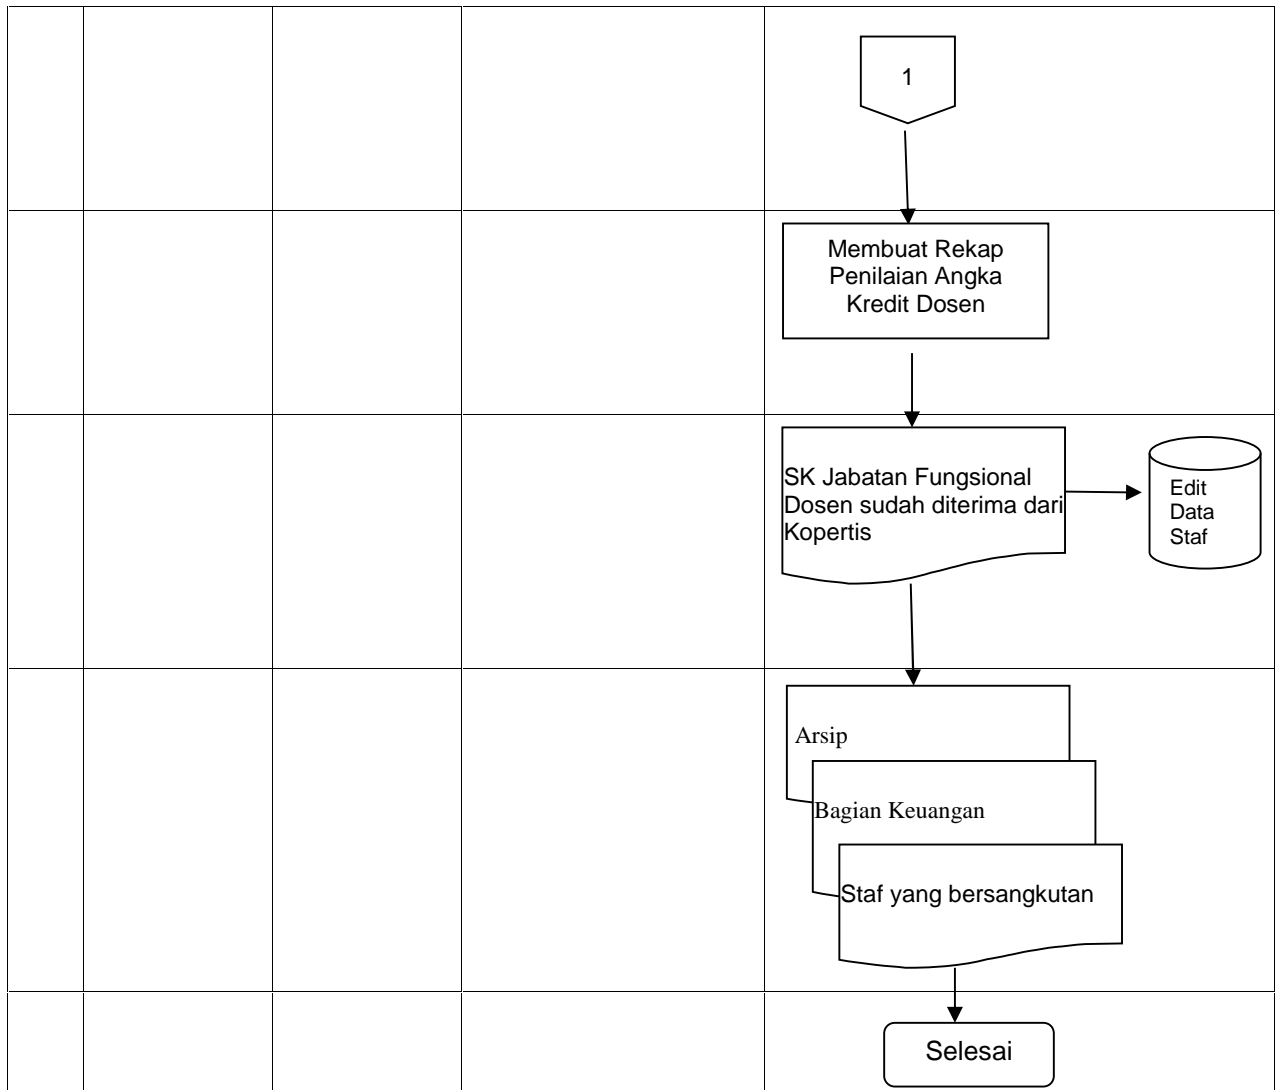 1
Membuat Rekap
Penilaian Angka
Kredit Dosen
SK Jabatan Fungsional
Dosen sudah diterima dari
Kopertis
Edit
Data
Staf
Arsip
Bagian Keuangan
Staf yang bersangkutan
Selesai